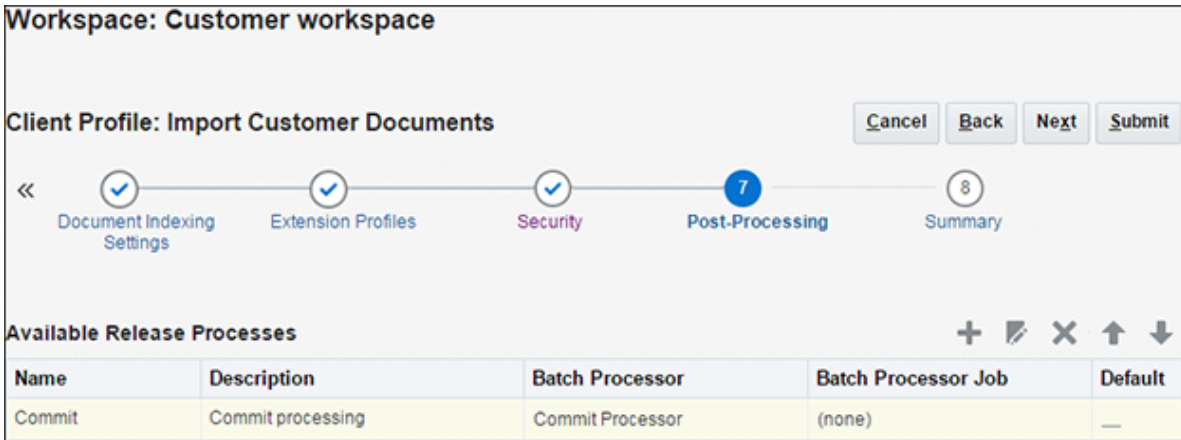 Workspace: Customer workspace
Client Profile: Import Customer Documents
Cancel Back Next Submit
7 8
Document Indexing Extension Profiles Security Post-Processing Summary
Settings
Available Release Processes
Name Description Batch Processor Batch Processor Job Default
Commit Commit processing Commit Processor (none) —